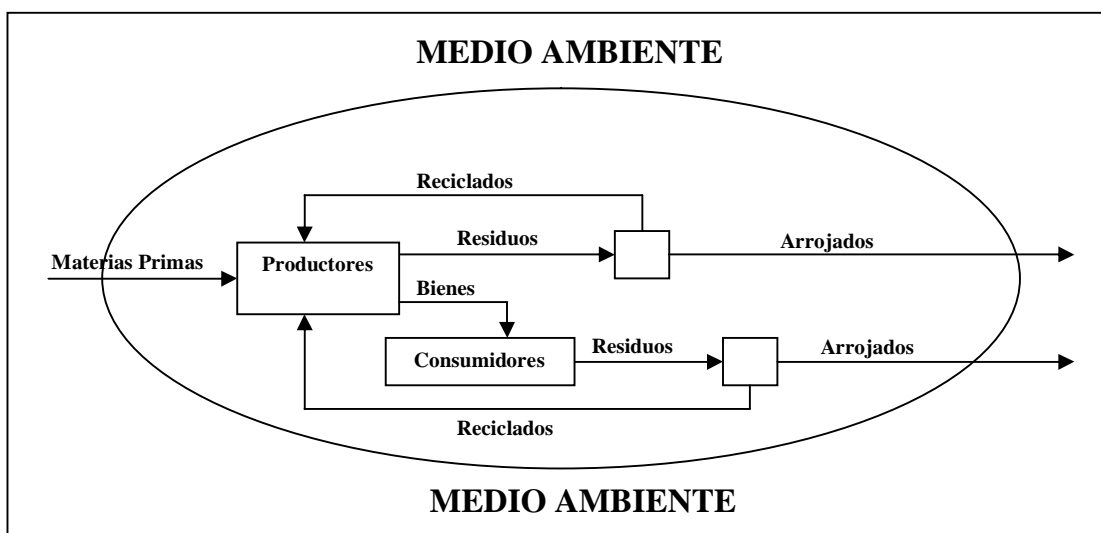 MEDIO AMBIENTE
Reciclados
Residuos
Arrojados
Materias Primas
Productores
Bienes
Consumidores
Residuos
Arrojados
Reciclados
MEDIO AMBIENTE